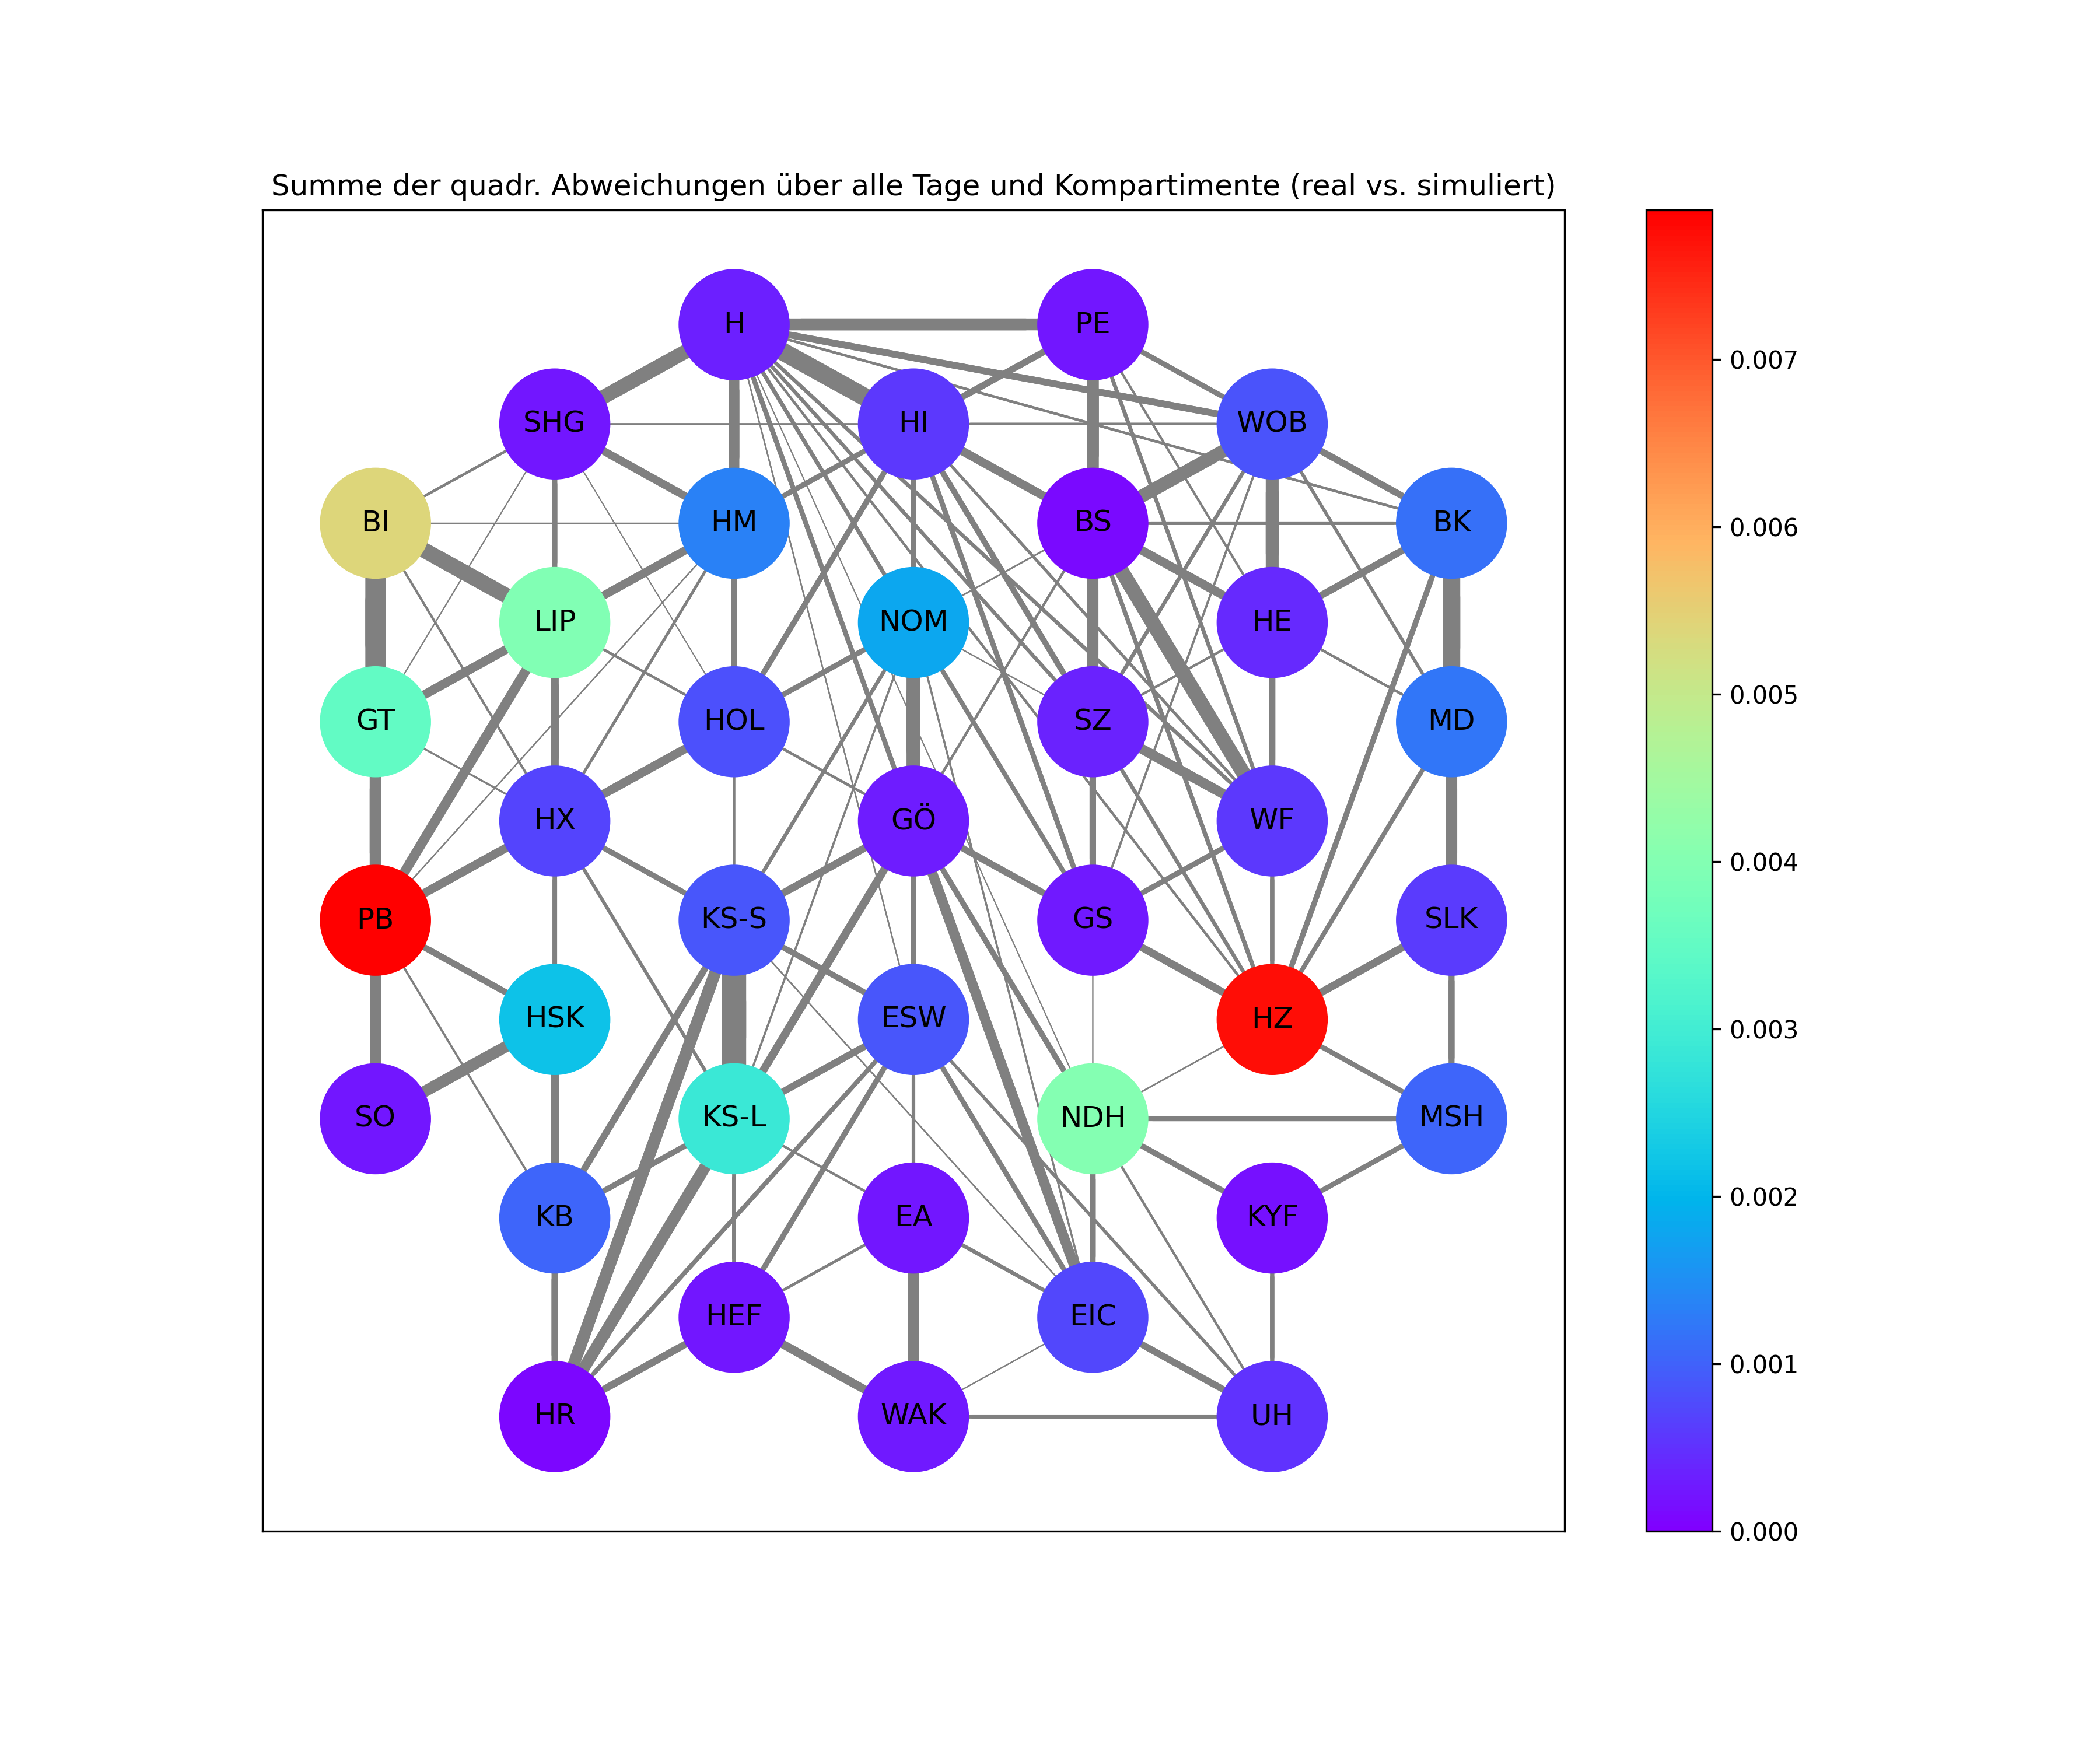 Summe der quadr. Abweichungen über alle Tage und Kompartimente (real vs. simuliert)
H
PE
SHG
HI
WOB
BI
HM
BS
BK
LIP
NOM
HE
GT
HOL
SZ
MD
HX
GÖ
WF
PB
KS-S
GS
SLK
HSK
ESW
HZ
SO
KS-L
NDH
MSH
KB
EA
KYF
HEF
EIC
HR
WAK
UH
0.007
0.006
0.005
0.004
0.003
0.002
0.001
0.000